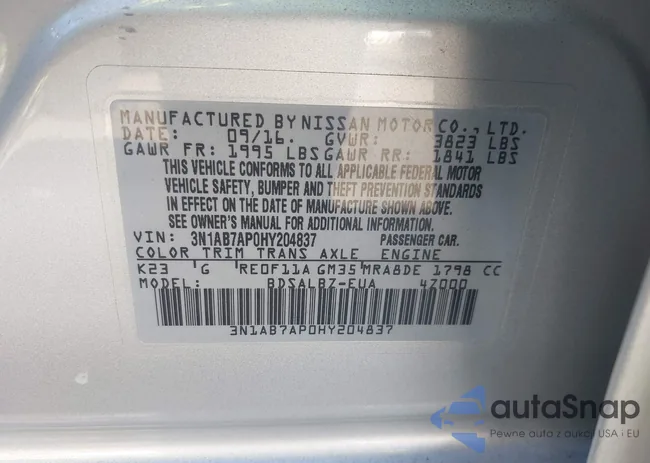 MANUFACTURED BY NISSAN MOTOR CO., LTD.
DATE: 09/16. GVWR: 3823 LBS
GAWR FR: 1995 LBS GAWR RR: 1841 LBS
THIS VEHICLE CONFORMS TO ALL APPLICABLE FEDERAL MOTOR
VEHICLE SAFETY, BUMPER AND THEFT PREVENTION STANDARDS
IN EFFECT ON THE DATE OF MANUFACTURE SHOWN ABOVE.
SEE OWNER'S MANUAL FOR ADDITIONAL INFORMATION.
VIN: 3N1AB7AP0HY204837 PASSENGER CAR.
COLOR TRIM TRANS AXLE ENGINE
K23 G RE0F11A GM35 MRA8DE 1798 CC
MODEL: BDSALBZ-EUA 4Z000
3N1AB7AP0HY204837
autaSnap
Pewne auto z aukcji USA i EU